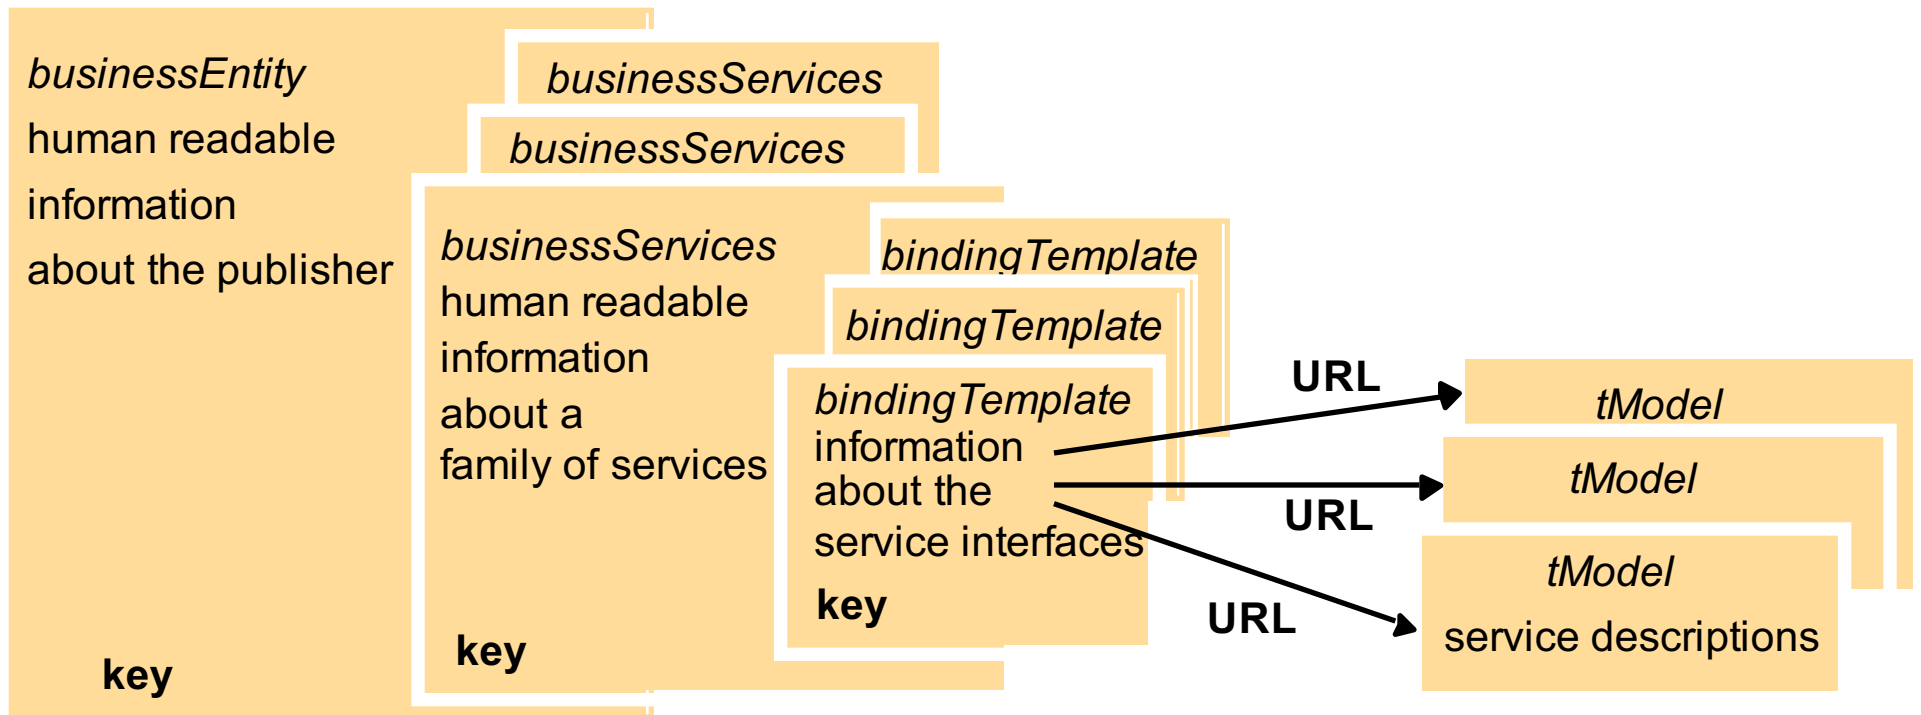 businessEntity
human readable
information
about the publisher
key
businessServices
businessServices
businessServices
human readable
information
about a
family of services
key
bindingTemplate
bindingTemplate
bindingTemplate
information
about the
service interfaces
key
URL
URL
URL
tModel
tModel
tModel
service descriptions